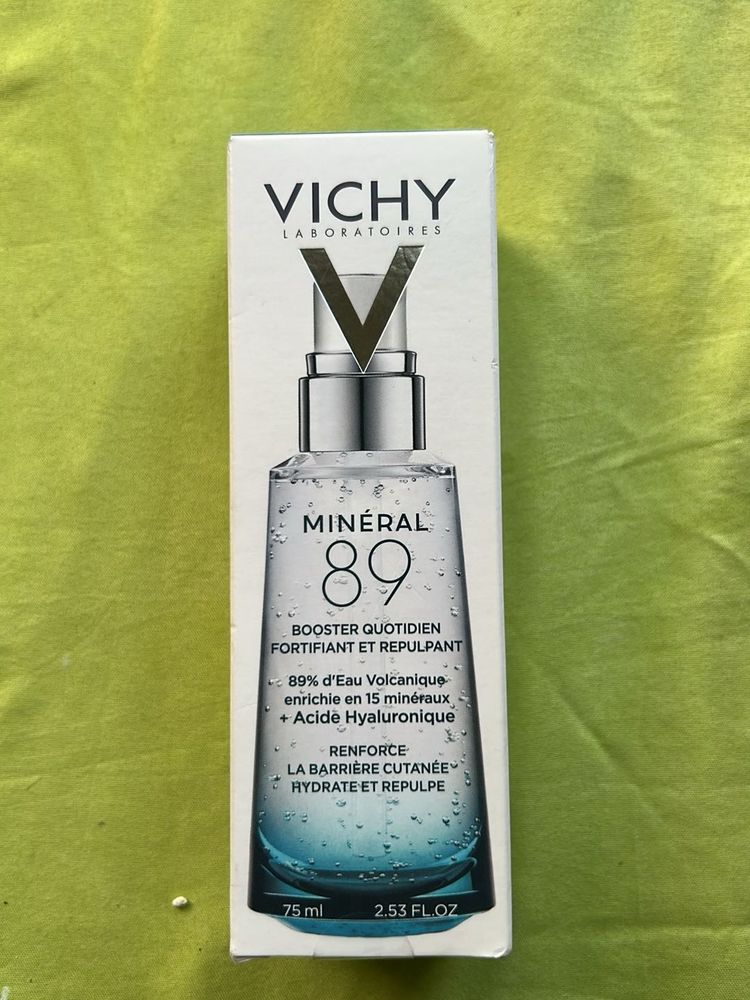 VICHY
LABORATOIRES
MINÉRAL
89
BOOSTER QUOTIDIEN
FORTIFIANT ET REPULPANT
89% d'Eau Volcanique
enrichie en 15 minéraux
+ Acide Hyaluronique
RENFORCE
LA BARRIÈRE CUTANÉE
HYDRATE ET REPULPE
75 ml 2.53 FL.OZ